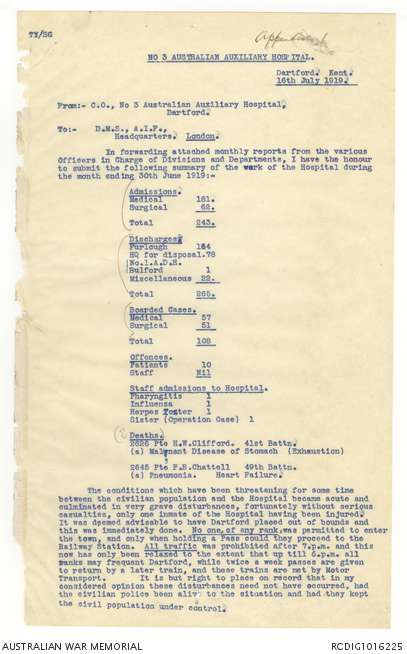 TX/SG
NO 3 AUSTRALIAN AUXILIARY HOSPITAL.
Dartford. Kent.
16th July 1919.
From:- C.O., No 3 Australian Auxiliary Hospital,
Dartford.
To:- D.M.S., A.I.F.,
Headquarters, London.
In forwarding attached monthly reports from the various
Officers in Charge of Divisions and Departments, I have the honour
to submit the following summary of the work of the Hospital during
the month ending 30th June 1919:-
Admissions.
Medical 181.
Surgical 62.
Total 243.
Discharges
Furlough 164
HQ for disposal.78
No.1.A.D.H.
Bulford 1
Miscellaneous 22.
Total 265.
Boarded Cases.
Medical 57
Surgical 51
Total 108
Offences.
Patients 10
Staff Nil
Staff admissions to Hospital.
Pharyngitis 1
Influenza 1
Herpes Zoster 1
Sister (Operation Case) 1
Deaths.
2626 Pte H.W.Clifford. 41st Battn.
(a) Malignant Disease of Stomach (Exhaustion)
2645 Pte P.B.Chattell 49th Battn.
(a) Pneumonia. Heart Failure.
The conditions which have been threatening for some time
between the civilian population and the Hospital became acute and
culminated in very grave disturbances, fortunately without serious
casualties, only one inmate of the Hospital having been injured.
It was deemed advisable to have Dartford placed out of bounds and
this was immediately done. No one of any rank was permitted to enter
the town, and only when holding a Pass could they proceed to the
Railway Station. All traffic was prohibited after 7.p.m. and this
now has only been relaxed to the extent that up till 6.p.m. all
ranks may frequent Dartford, while twice a week passes are given
to return by a later train, and these trains are met by Motor
Transport. It is but right to place on record that in my
considered opinion these disturbances need not have occurred, had
the civilian police been alive to the situation and had they kept
the civil population under control.
AUSTRALIAN WAR MEMORIAL
RCDIG1016225